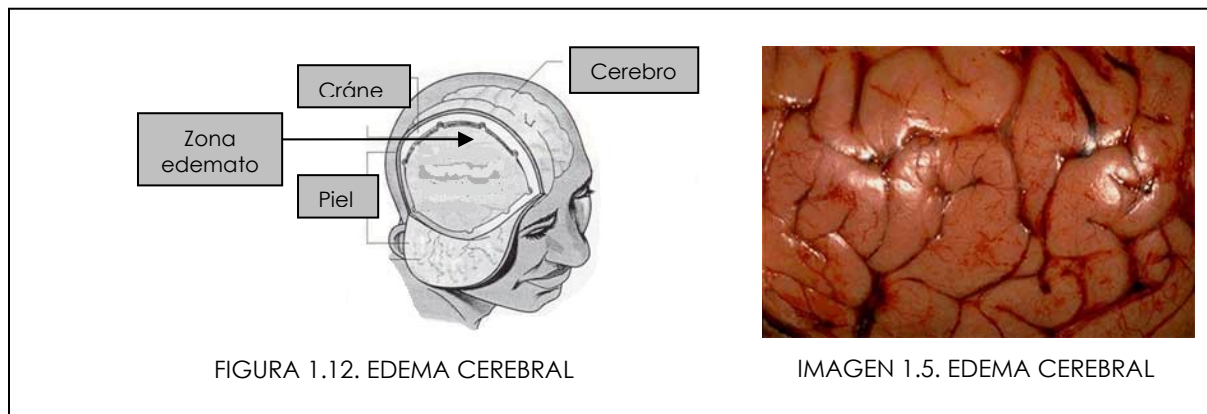 Cráne
Cerebro
Zona
edemato
Piel
FIGURA 1.12. EDEMA CEREBRAL
IMAGEN 1.5. EDEMA CEREBRAL